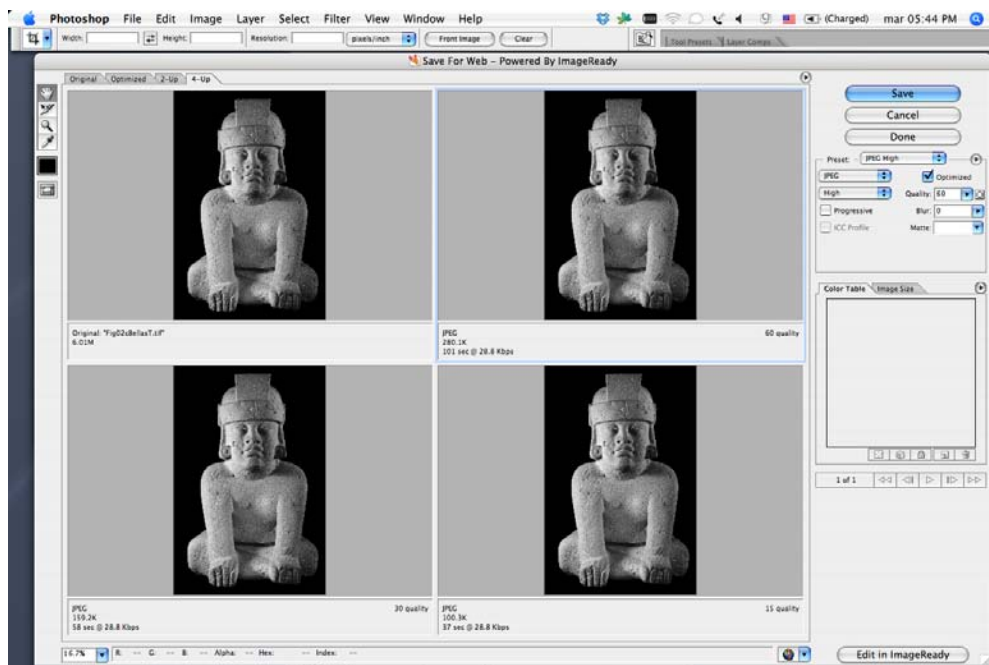 Photoshop File Edit Image Layer Select Filter View Window Help (Charged) mar 05:44 PM
Width: Height: Resolution: pixels/inch Front Image Clear Tool Presets Layer Comps
Save For Web – Powered By ImageReady
Original Optimized 2-Up 4-Up
Save
Cancel
Done
Preset: JPEG High
JPEG Optimized
High Quality: 60
Progressive Blur: 0
ICC Profile Matte:
Color Table Image Size
Original: "Fig02cBellasT.tif"
6.01M
JPEG 60 quality
280.1K
101 sec @ 28.8 Kbps
1 of 1
JPEG 30 quality
159.2K
58 sec @ 28.8 Kbps
JPEG 15 quality
100.3K
37 sec @ 28.8 Kbps
16.7% R: -- G: -- B: -- Alpha: -- Hex: -- Index: --
Edit in ImageReady